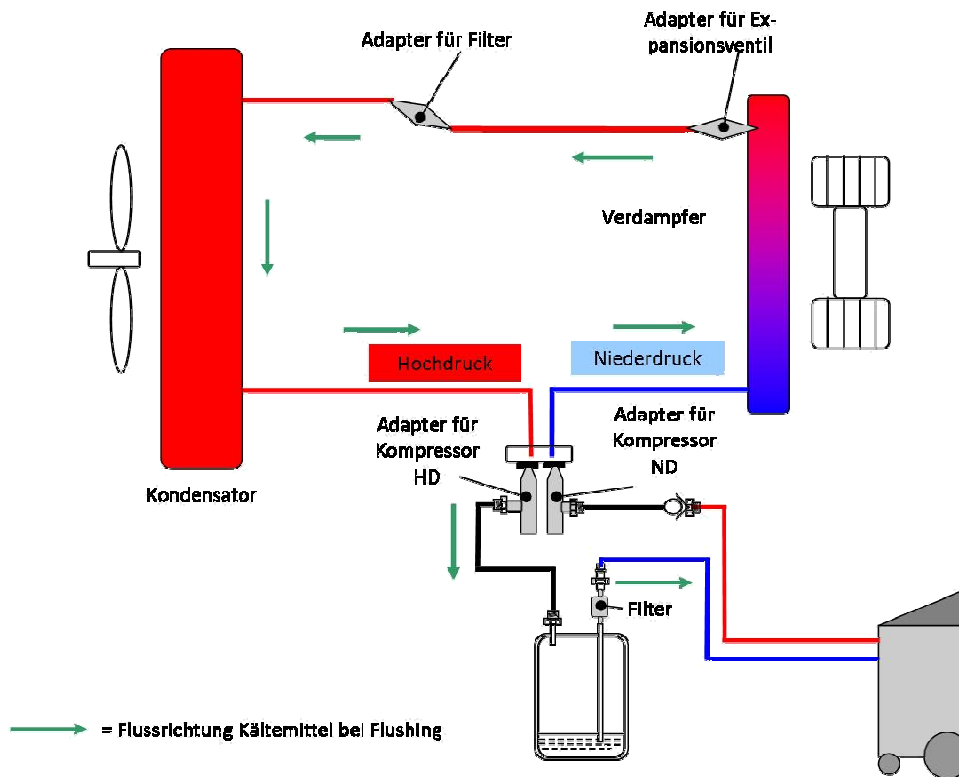 Adapter für Filter
Adapter für Ex-
pansionsventil
Verdampfer
Hochdruck
Niederdruck
Adapter für
Kompressor
HD
Adapter für
Kompressor
ND
Kondensator
Filter
= Flussrichtung Kältemittel bei Flushing